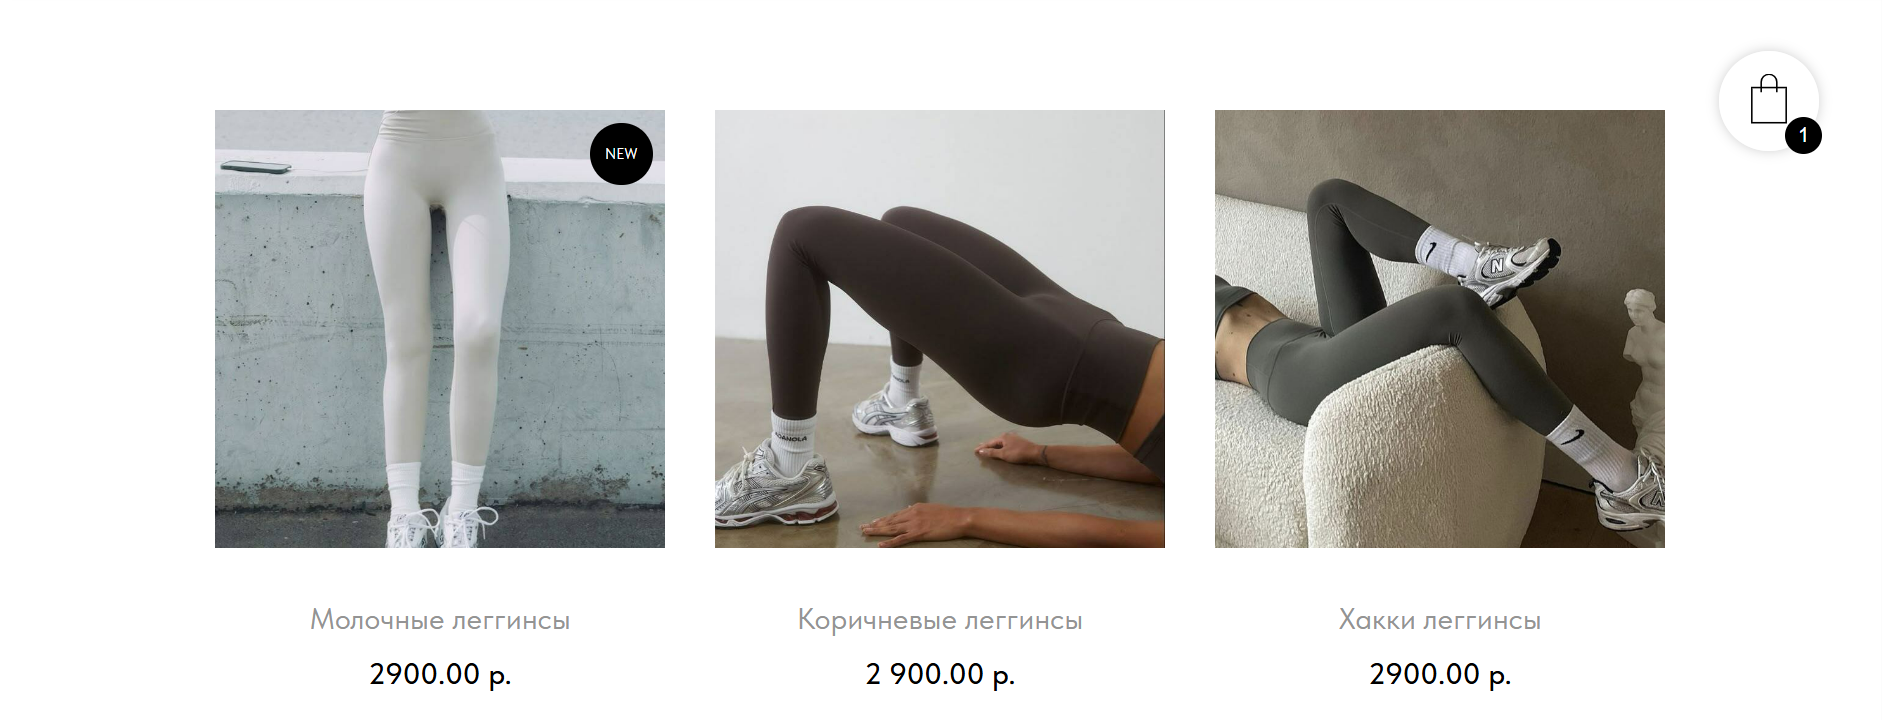 1
NEW
Молочные леггинсы
2900.00 р.
Коричневые леггинсы
2 900.00 р.
Хакки леггинсы
2900.00 р.